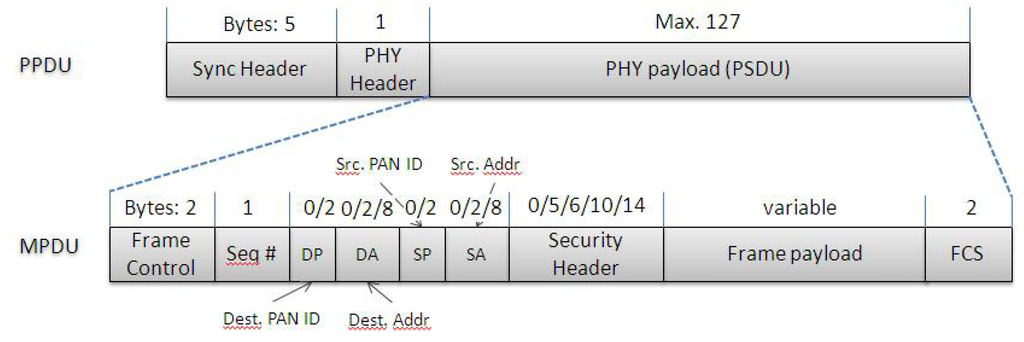 Bytes: 5 1 Max. 127
PPDU Sync Header PHY Header PHY payload (PSDU)
Src. PAN ID Src. Addr
Bytes: 2 1 0/2 0/2/8 0/2 0/2/8 0/5/6/10/14 variable 2
MPDU Frame Control Seq # DP DA SP SA Security Header Frame payload FCS
Dest. PAN ID Dest. Addr